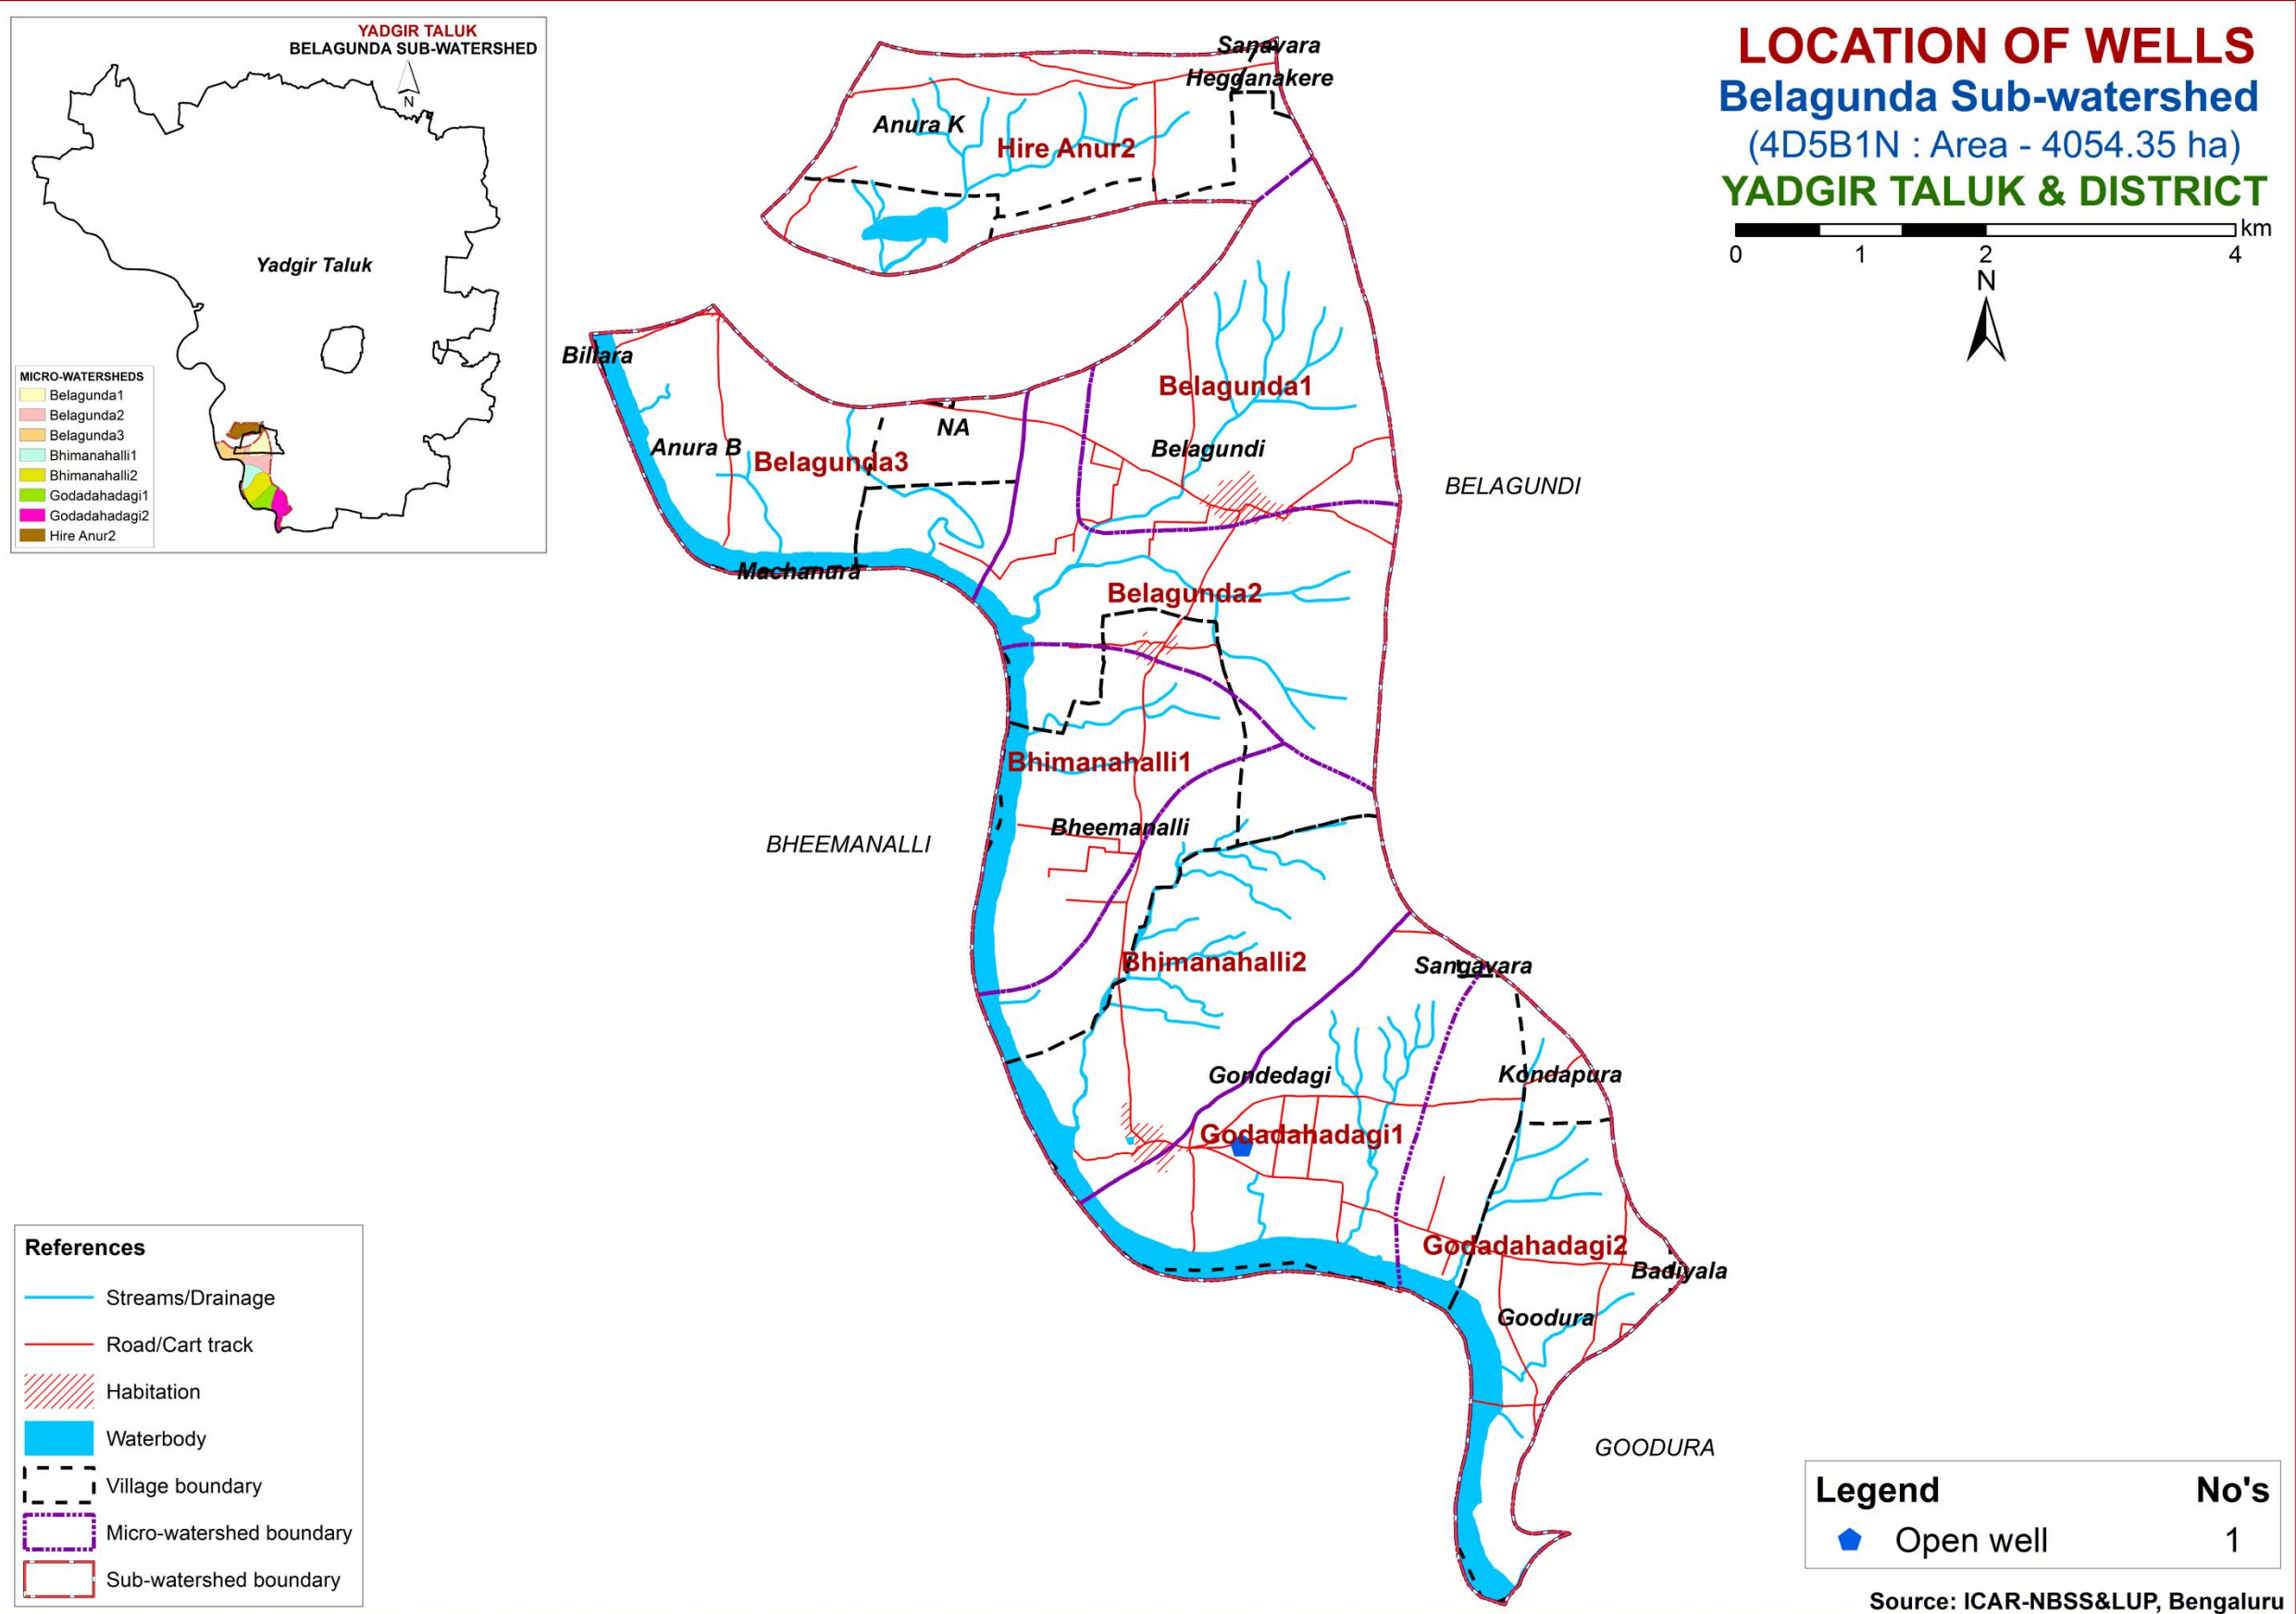 YADGIR TALUK
BELAGUNDA SUB-WATERSHED
N
Yadgir Taluk
MICRO-WATERSHEDS
Belagunda1
Belagunda2
Belagunda3
Bhimanahalli1
Bhimanahalli2
Godadahadagi1
Godadahadagi2
Hire Anur2
LOCATION OF WELLS
Belagunda Sub-watershed
(4D5B1N : Area - 4054.35 ha)
YADGIR TALUK & DISTRICT
km
0 1 2 4
N
Sanavara
Hegganakere
Anura K
Hire Anur2
Billara
Belagunda1
NA
Belagundi
Anura B
Belagunda3
BELAGUNDI
Machanura
Belagunda2
Bhimanahalli1
Bheemanalli
BHEEMANALLI
Bhimanahalli2
Sangavara
Gondedagi
Kondapura
Godadahadagi1
Godadahadagi2
Badiyala
Goodura
GOODURA
References
Streams/Drainage
Road/Cart track
Habitation
Waterbody
Village boundary
Micro-watershed boundary
Sub-watershed boundary
Legend No's
Open well 1
Source: ICAR-NBSS&LUP, Bengaluru